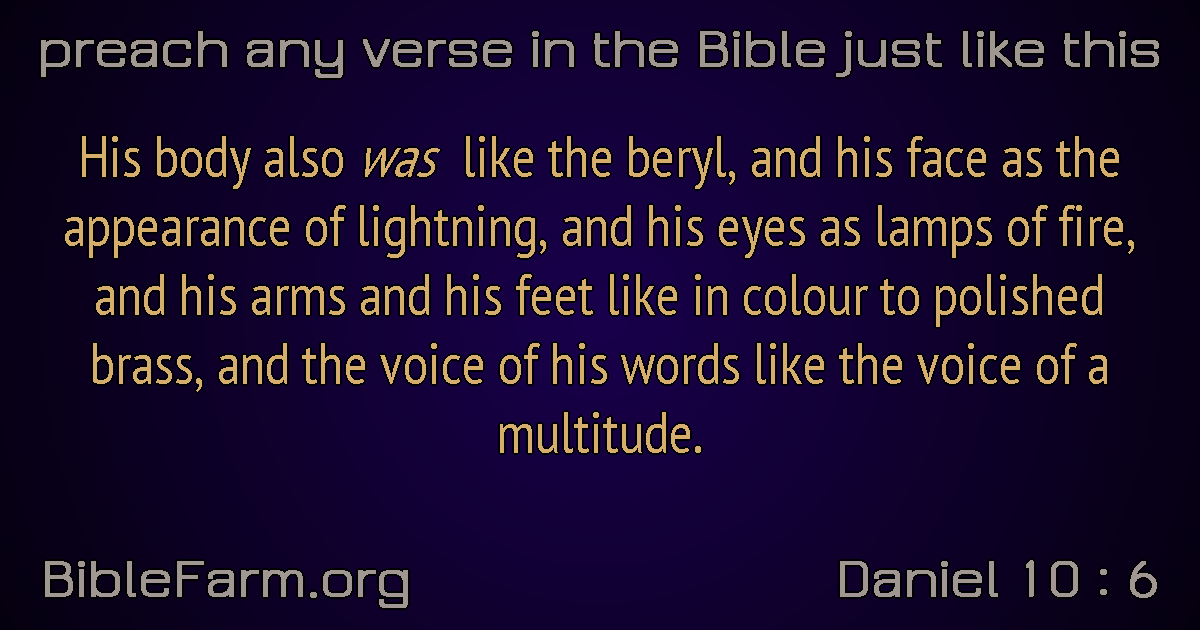 preach any verse in the Bible just like this
His body also was like the beryl, and his face as the
appearance of lightning, and his eyes as lamps of fire,
and his arms and his feet like in colour to polished
brass, and the voice of his words like the voice of a
multitude.
BibleFarm.org
Daniel 10 : 6